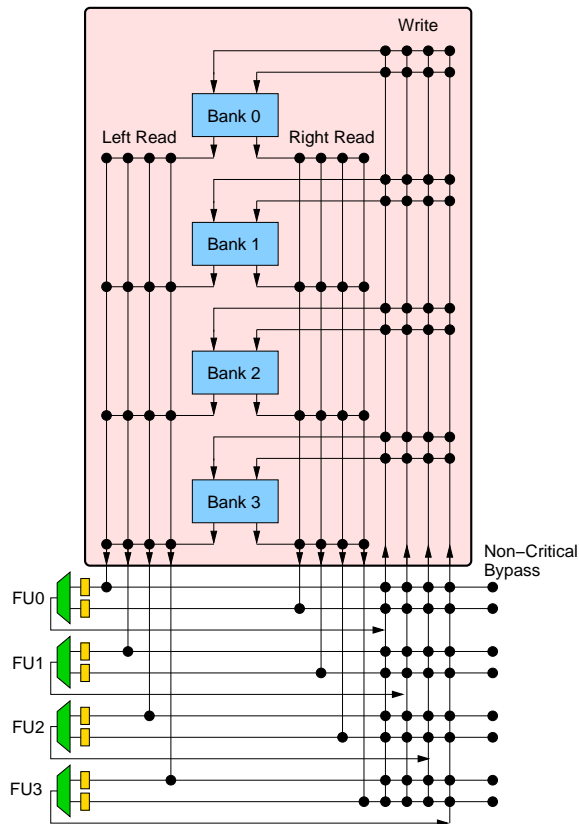 Write
Bank 0
Left Read
Right Read
Bank 1
Bank 2
Bank 3
Non−Critical
Bypass
FU0
FU1
FU2
FU3